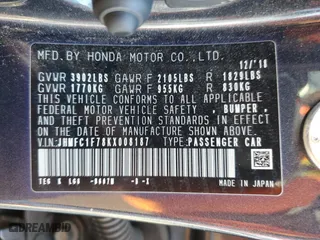 MFD.BY HONDA MOTOR CO.,LTD.
12/'18
GVWR 3902LBS GAWR F 2105LBS R 1829LBS
GVWR 1770KG GAWR F 955KG R 830KG
THIS VEHICLE CONFORMS TO ALL APPLICABLE
FEDERAL MOTOR VEHICLE SAFETY, BUMPER, AND
THEFT PREVENTION STANDARDS IN EFFECT ON THE
DATE OF MANUFACTURE SHOWN ABOVE.
TYPE:PASSENGER CAR
MADE IN JAPAN
DREAMBID